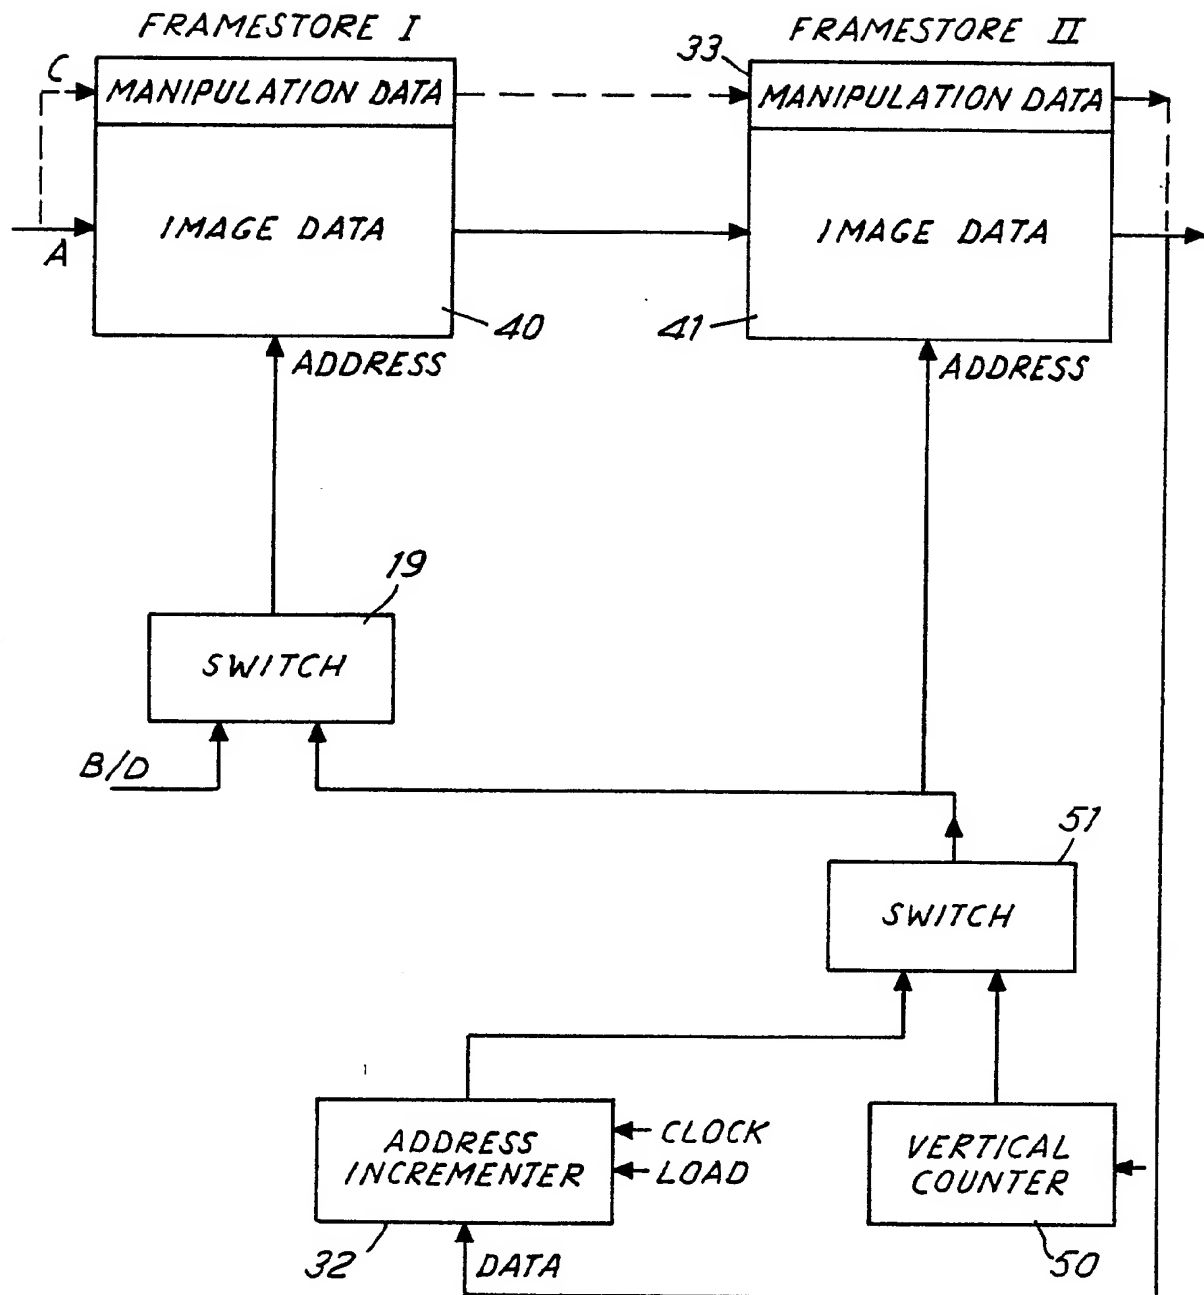 FRAMESTORE I
FRAMESTORE II
33
C
MANIPULATION DATA
MANIPULATION DATA
IMAGE DATA
IMAGE DATA
A
40
41
ADDRESS
ADDRESS
19
SWITCH
B/D
51
SWITCH
ADDRESS
INCREMENTER
CLOCK
LOAD
VERTICAL
COUNTER
32
DATA
50